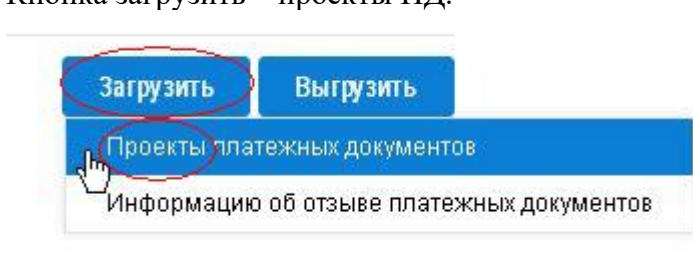 Кнопка загрузить – проекты ПД.
Загрузить Выгрузить
Проекты платежных документов
Информацию об отзыве платежных документов